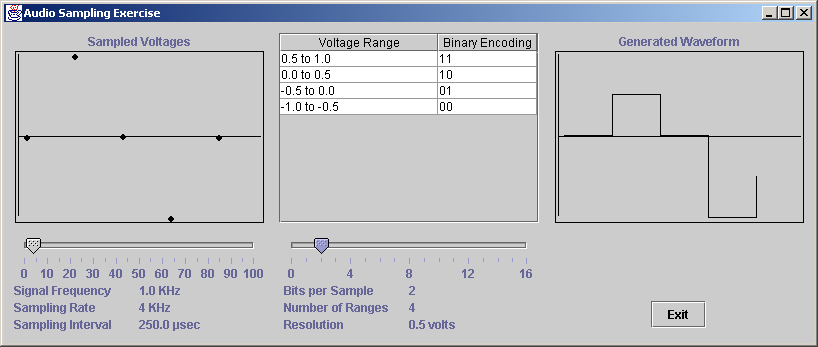 Audio Sampling Exercise
Sampled Voltages
Voltage Range Binary Encoding
0.5 to 1.0 11
0.0 to 0.5 10
-0.5 to 0.0 01
-1.0 to -0.5 00
Generated Waveform
0 10 20 30 40 50 60 70 80 90 100
Signal Frequency 1.0 KHz
Sampling Rate 4 KHz
Sampling Interval 250.0 µsec
0 4 8 12 16
Bits per Sample 2
Number of Ranges 4
Resolution 0.5 volts
Exit